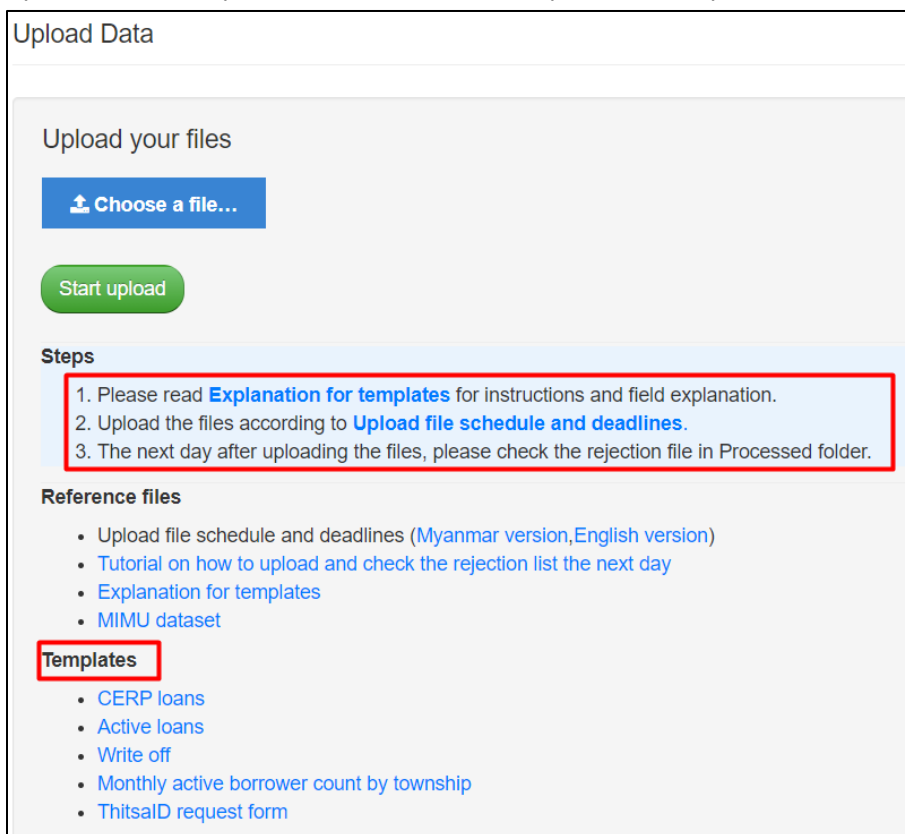 Upload Data
Upload your files
Choose a file...
Start upload
Steps
1. Please read Explanation for templates for instructions and field explanation.
2. Upload the files according to Upload file schedule and deadlines.
3. The next day after uploading the files, please check the rejection file in Processed folder.
Reference files
• Upload file schedule and deadlines (Myanmar version,English version)
• Tutorial on how to upload and check the rejection list the next day
• Explanation for templates
• MIMU dataset
Templates
• CERP loans
• Active loans
• Write off
• Monthly active borrower count by township
• ThitsaID request form